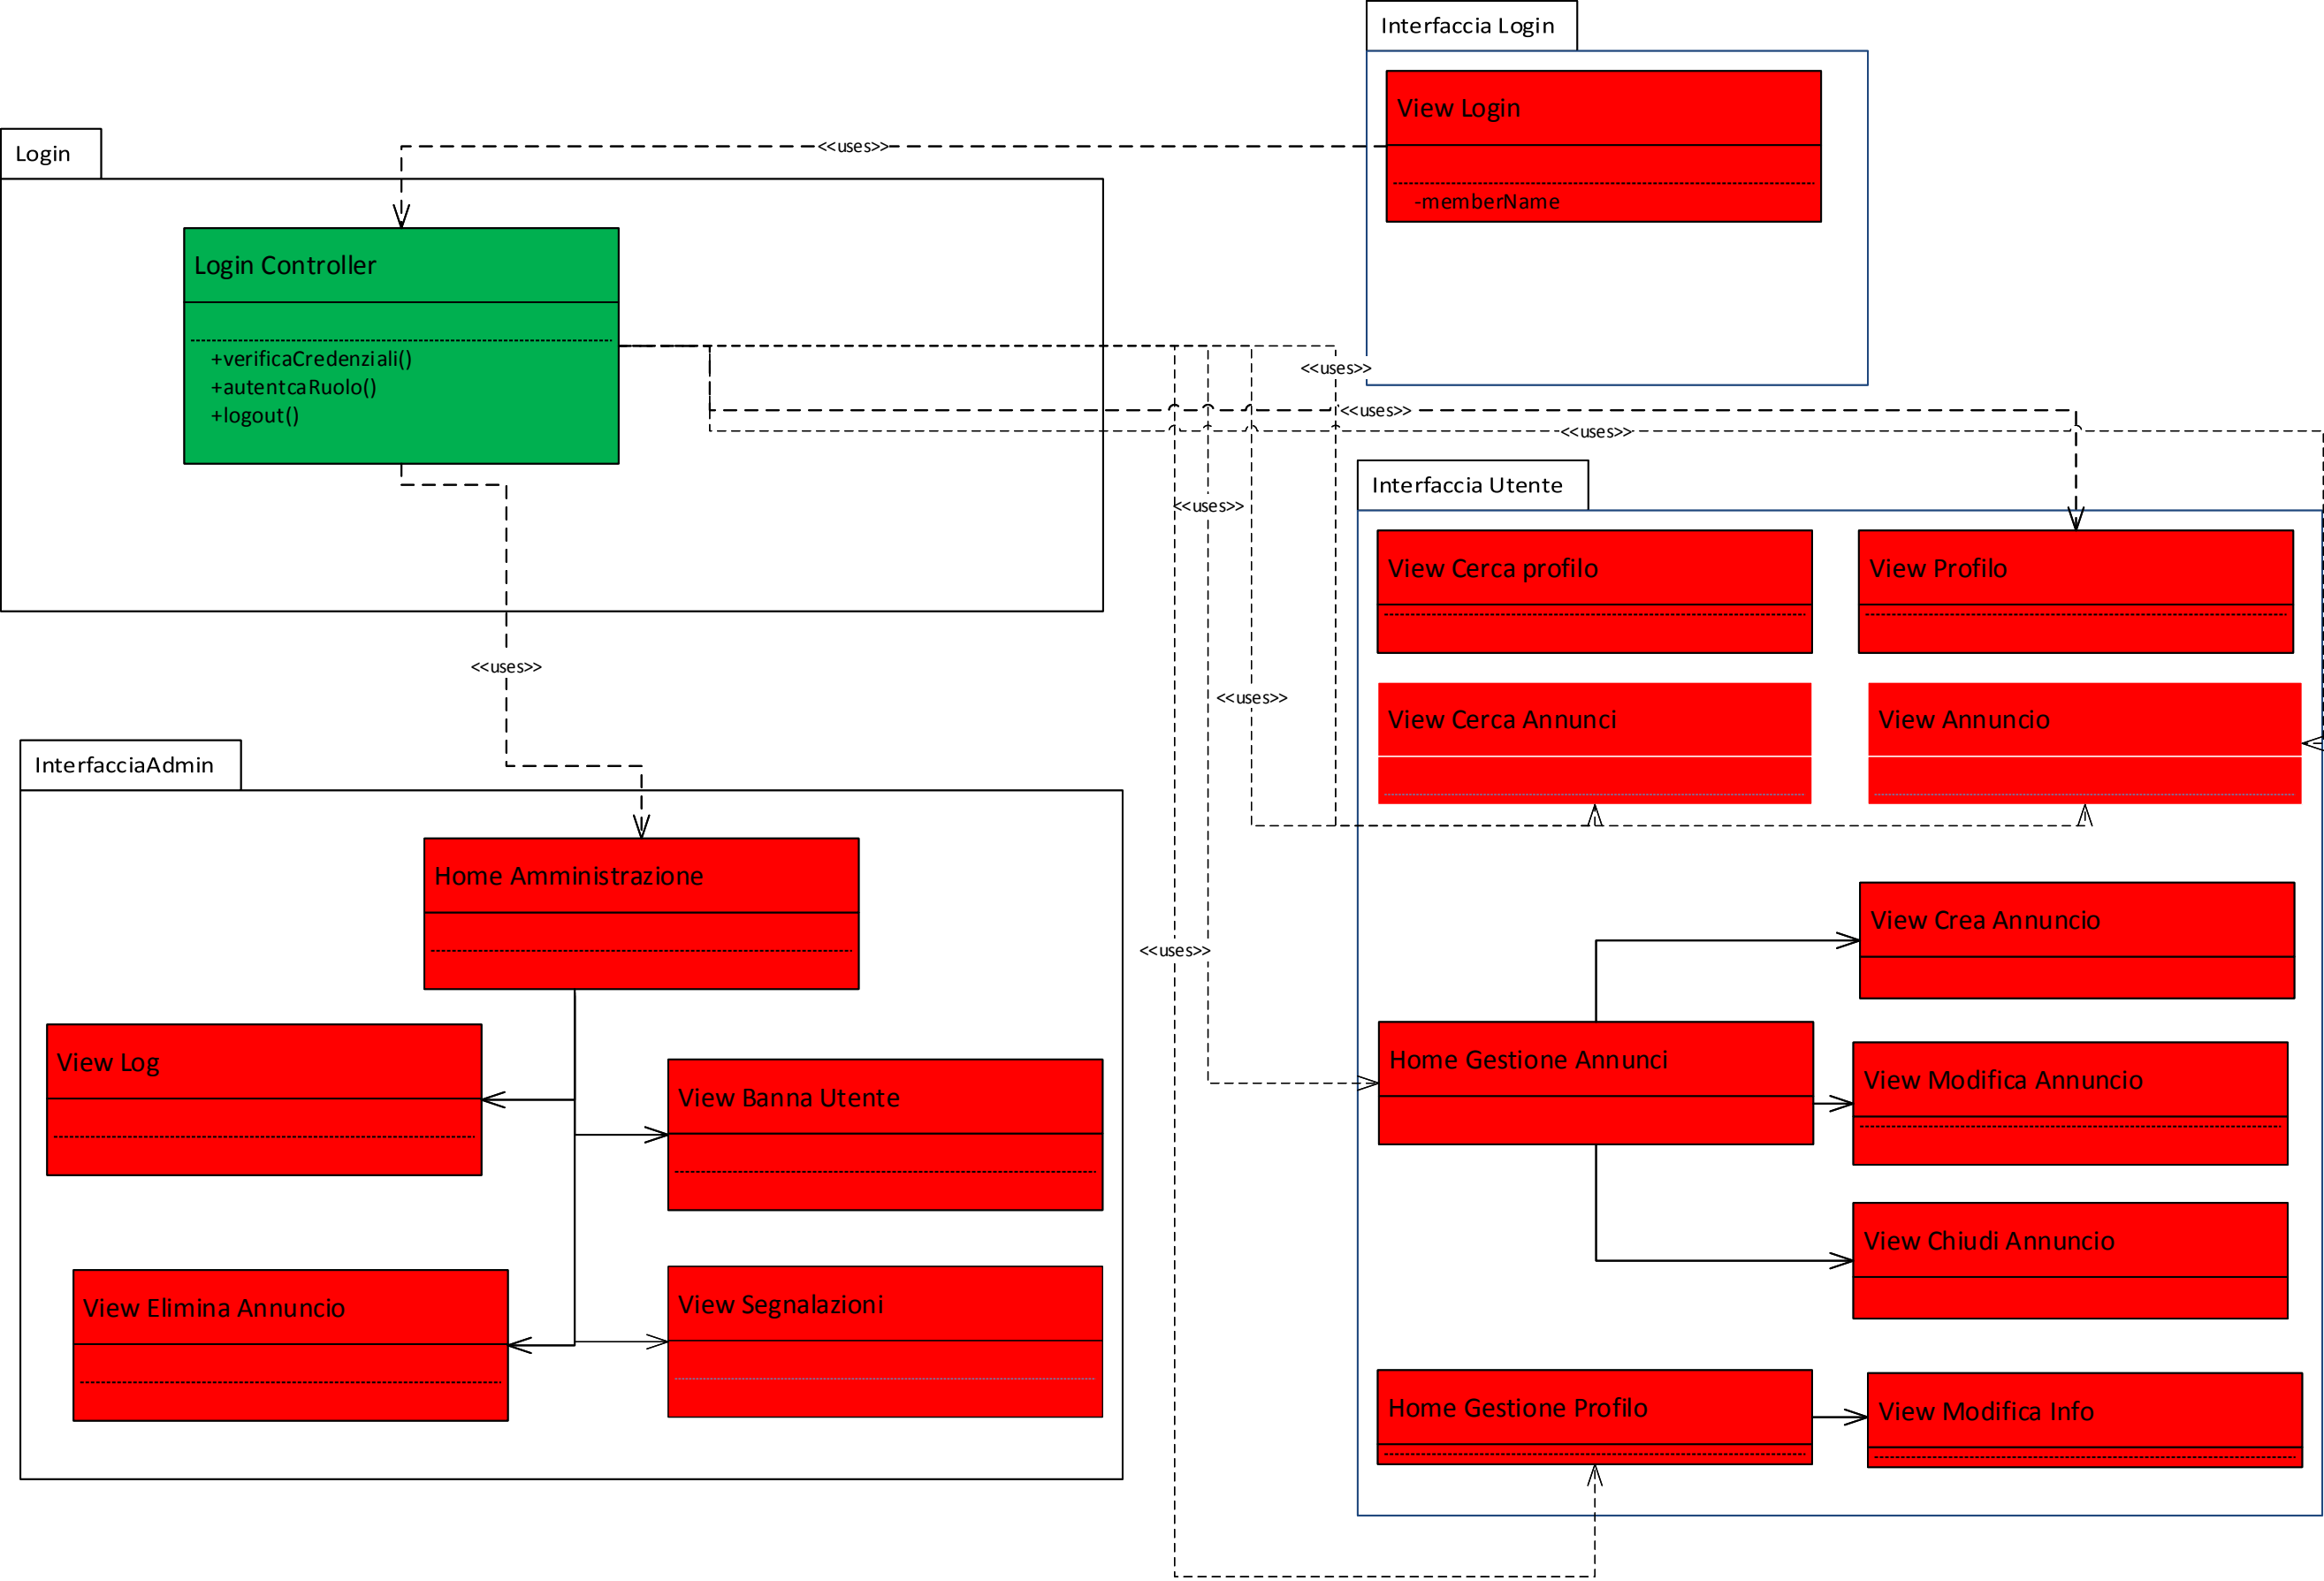 Interfaccia Login
View Login
-memberName
<<uses>>
Login
Login Controller
+verificaCredenziali()
+autentcaRuolo()
+logout()
<<uses>>
<<uses>>
<<uses>>
<<uses>>
<<uses>>
<<uses>>
<<uses>>
Interfaccia Utente
View Cerca profilo
View Profilo
View Cerca Annunci
View Annuncio
View Crea Annuncio
Home Gestione Annunci
View Modifica Annuncio
View Chiudi Annuncio
Home Gestione Profilo
View Modifica Info
InterfacciaAdmin
Home Amministrazione
View Log
View Banna Utente
View Elimina Annuncio
View Segnalazioni